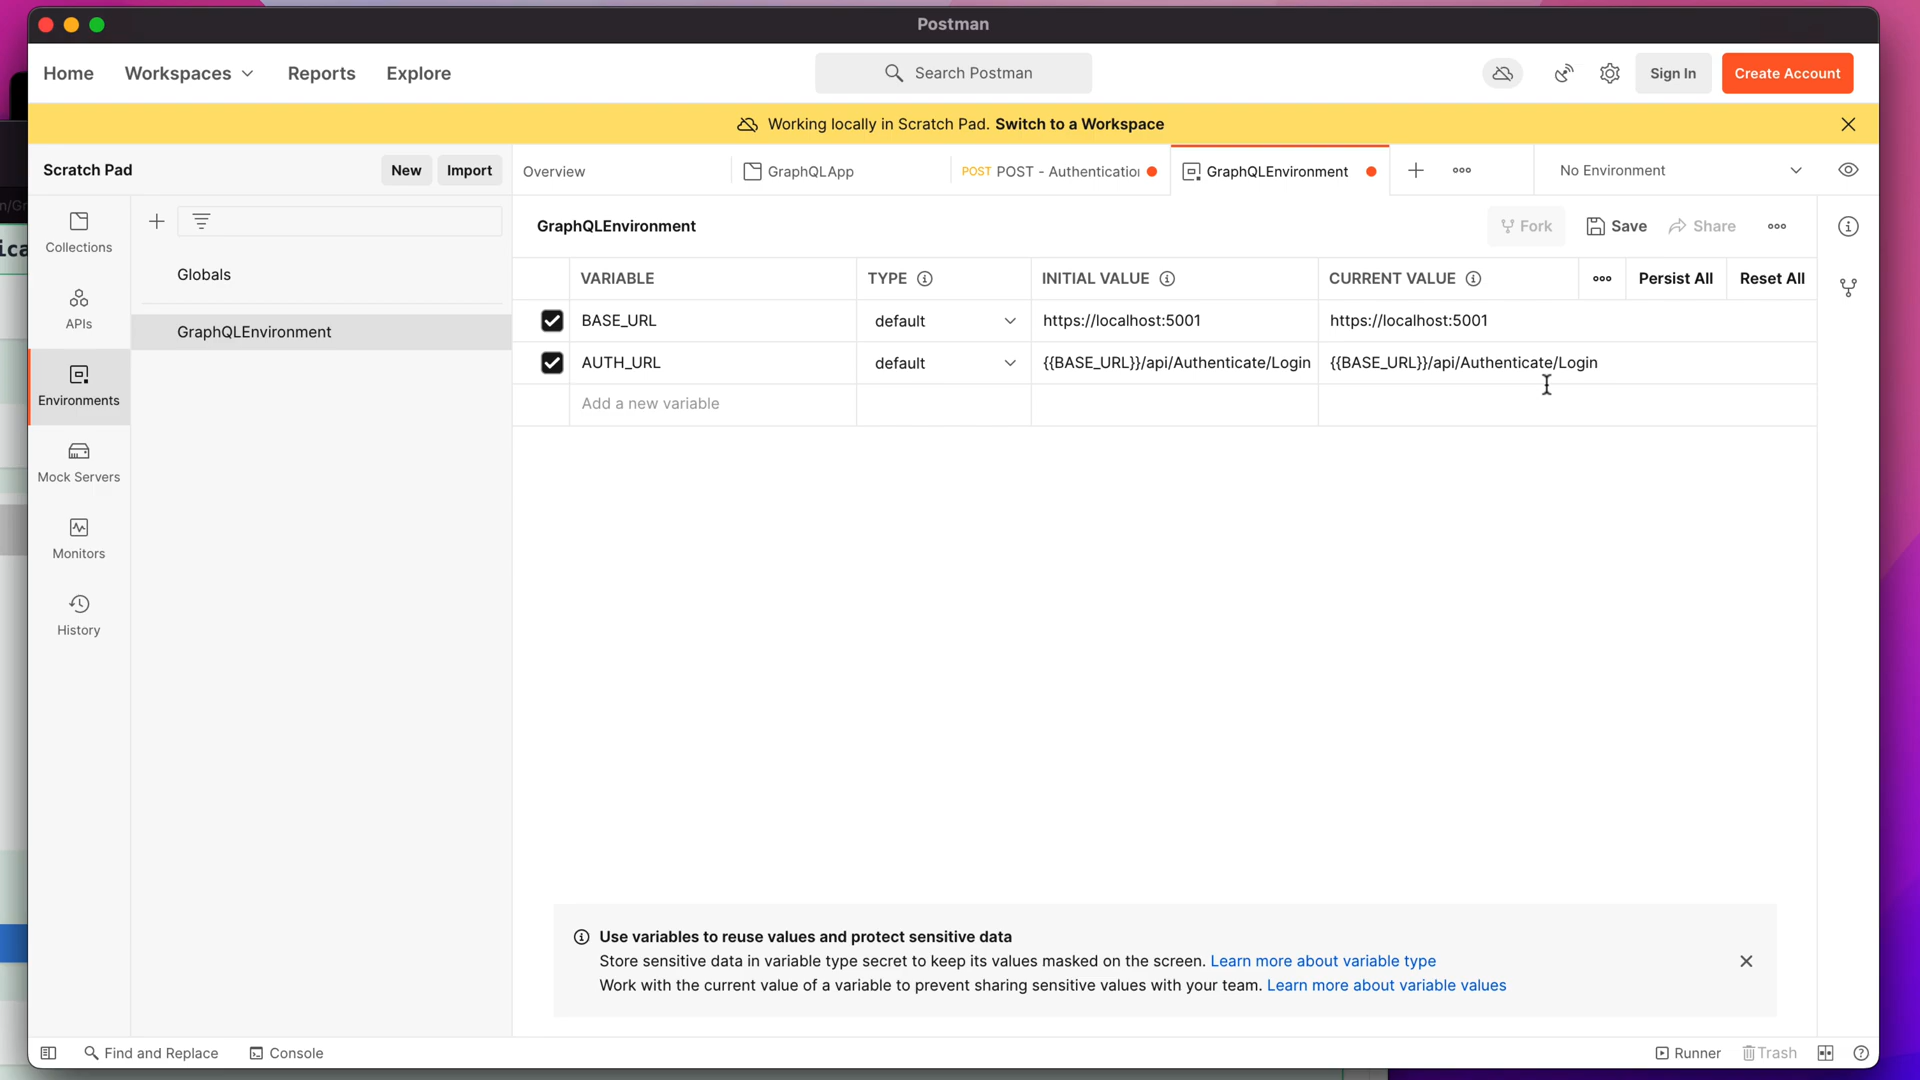 Postman
Home Workspaces Reports Explore Search Postman Sign In Create Account
Working locally in Scratch Pad. Switch to a Workspace
Scratch Pad New Import Overview GraphQLApp POST POST - Authentication GraphQLEnvironment No Environment
Collections
APIs
Environments
Mock Servers
Monitors
History
Globals
GraphQLEnvironment
GraphQLEnvironment Fork Save Share
VARIABLE TYPE INITIAL VALUE CURRENT VALUE Persist All Reset All
BASE_URL default https://localhost:5001 https://localhost:5001
AUTH_URL default {{BASE_URL}}/api/Authenticate/Login {{BASE_URL}}/api/Authenticate/Login
Add a new variable
Use variables to reuse values and protect sensitive data
Store sensitive data in variable type secret to keep its values masked on the screen. Learn more about variable type
Work with the current value of a variable to prevent sharing sensitive values with your team. Learn more about variable values
Find and Replace Console Runner Trash